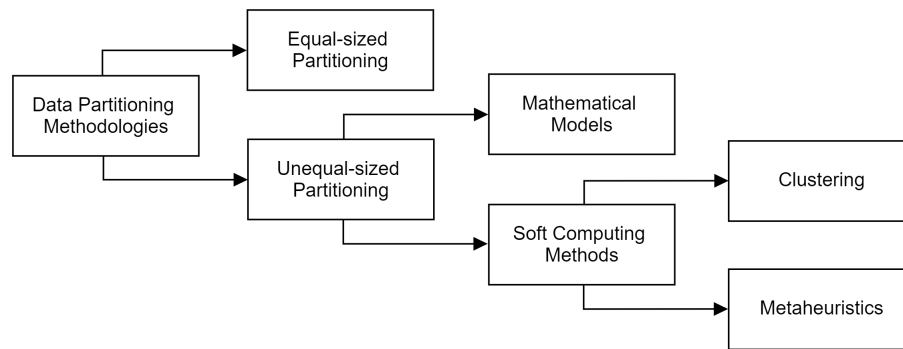 Equal-sized
Partitioning
Data Partitioning
Methodologies
Mathematical
Models
Unequal-sized
Partitioning
Clustering
Soft Computing
Methods
Metaheuristics